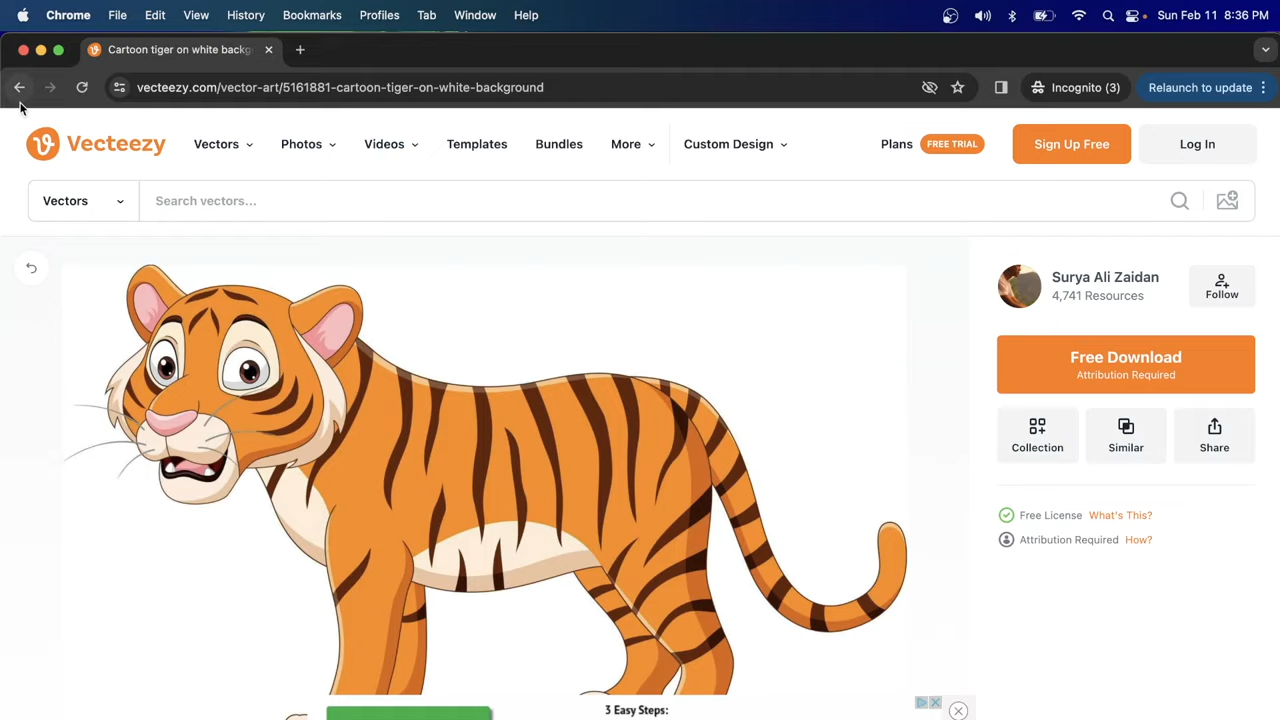 Chrome File Edit View History Bookmarks Profiles Tab Window Help Sun Feb 11 8:36 PM
Cartoon tiger on white backg
vecteezy.com/vector-art/5161881-cartoon-tiger-on-white-background Incognito (3) Relaunch to update
Vecteezy Vectors Photos Videos Templates Bundles More Custom Design Plans FREE TRIAL Sign Up Free Log In
Vectors Search vectors...
Surya Ali Zaidan
4,741 Resources
Follow
Free Download
Attribution Required
Collection Similar Share
Free License What's This?
Attribution Required How?
3 Easy Steps: